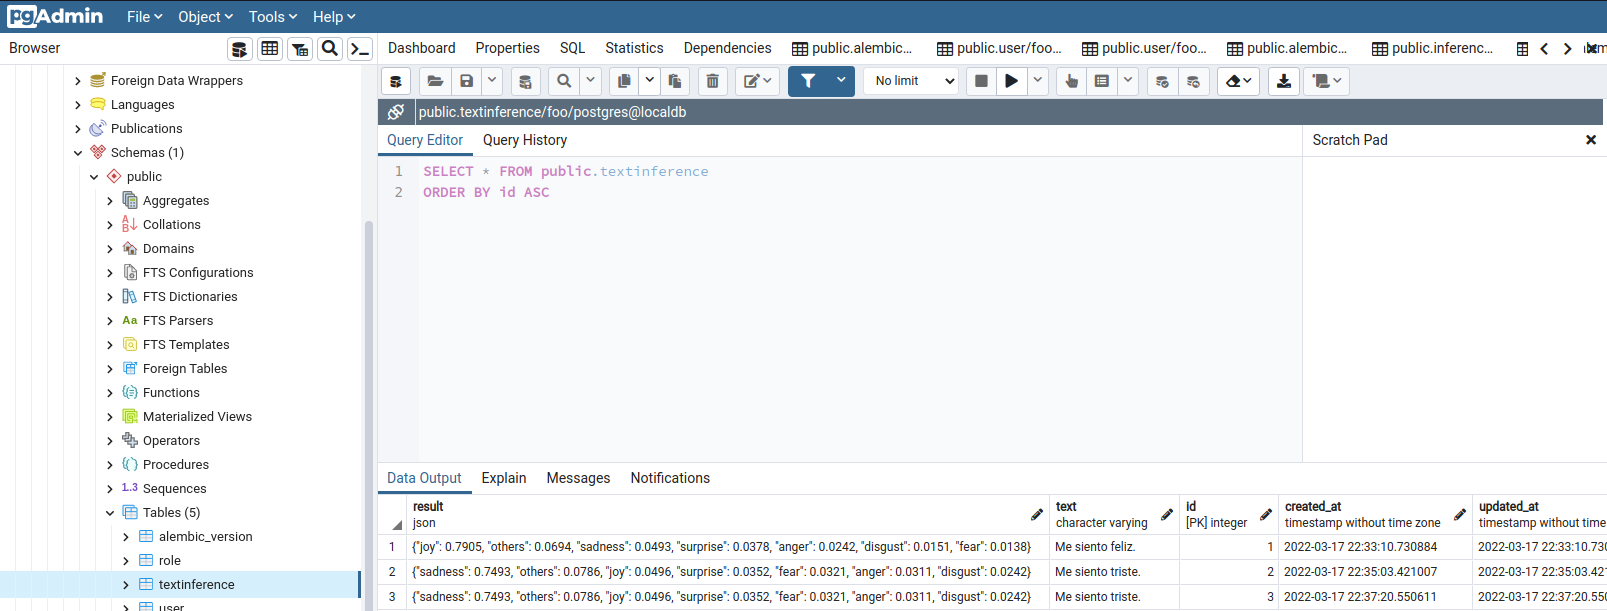 pgAdmin File Object Tools Help
Browser
Dashboard Properties SQL Statistics Dependencies public.alembic... public.user/foo... public.user/foo... public.alembic... public.inferenc...
No limit
public.textinference/foo/postgres@localdb
Query Editor Query History
Scratch Pad
1 SELECT * FROM public.textinference
2 ORDER BY id ASC
Foreign Data Wrappers
Languages
Publications
Schemas (1)
public
Aggregates
Collations
Domains
FTS Configurations
FTS Dictionaries
Aa FTS Parsers
FTS Templates
Foreign Tables
Functions
Materialized Views
Operators
Procedures
1..3 Sequences
Tables (5)
alembic_version
role
textinference
user
Data Output Explain Messages Notifications
result text id created_at updated_at
json character varying [PK] integer timestamp without time zone timestamp without time
1 {"joy": 0.7905, "others": 0.0694, "sadness": 0.0493, "surprise": 0.0378, "anger": 0.0242, "disgust": 0.0151, "fear": 0.0138} Me siento feliz. 1 2022-03-17 22:33:10.730884 2022-03-17 22:33:10.730
2 {"sadness": 0.7493, "others": 0.0786, "joy": 0.0496, "surprise": 0.0352, "fear": 0.0321, "anger": 0.0311, "disgust": 0.0242} Me siento triste. 2 2022-03-17 22:35:03.421007 2022-03-17 22:35:03.421
3 {"sadness": 0.7493, "others": 0.0786, "joy": 0.0496, "surprise": 0.0352, "fear": 0.0321, "anger": 0.0311, "disgust": 0.0242} Me siento triste. 3 2022-03-17 22:37:20.550611 2022-03-17 22:37:20.550